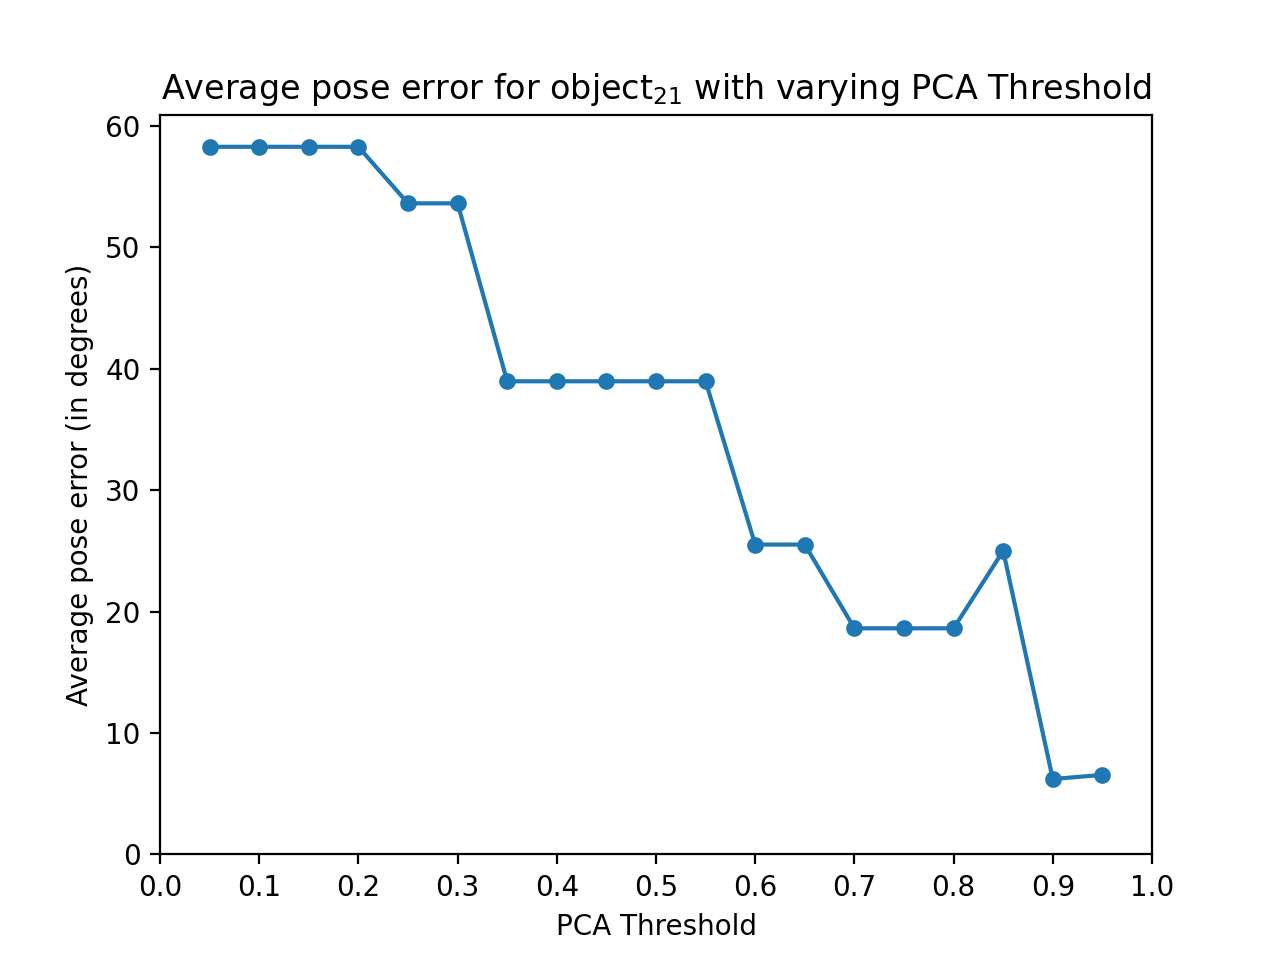 Average pose error for object₂₁ with varying PCA Threshold
Average pose error (in degrees)
60
50
40
30
20
10
0
0.0 0.1 0.2 0.3 0.4 0.5 0.6 0.7 0.8 0.9 1.0
PCA Threshold